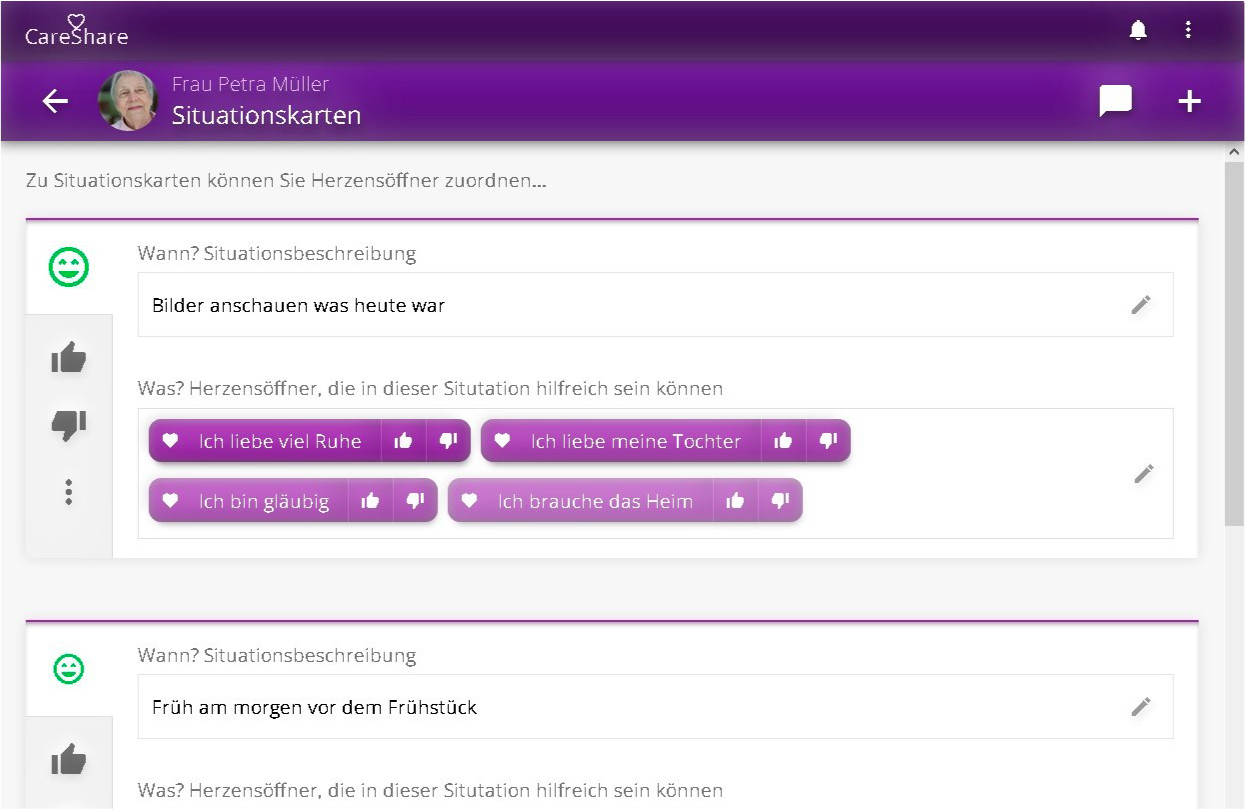 CareShare
Frau Petra Müller
Situationskarten
Zu Situationskarten können Sie Herzensöffner zuordnen...
Wann? Situationsbeschreibung
Bilder anschauen was heute war
Was? Herzensöffner, die in dieser Situtation hilfreich sein können
Ich liebe viel Ruhe Ich liebe meine Tochter
Ich bin gläubig Ich brauche das Heim
Wann? Situationsbeschreibung
Früh am morgen vor dem Frühstück
Was? Herzensöffner, die in dieser Situtation hilfreich sein können